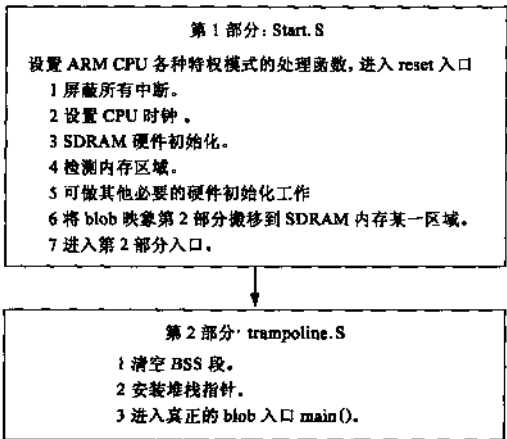 第 1 部分: Start.S
设置 ARM CPU 各种特权模式的处理函数,进入 reset 入口
1 屏蔽所有中断。
2 设置 CPU 时钟。
3 SDRAM 硬件初始化。
4 检测内存区域。
5 可做其他必要的硬件初始化工作
6 将 blob 映象第 2 部分搬移到 SDRAM 内存某一区域。
7 进入第 2 部分入口。
第 2 部分: trampoline.S
1 清空 BSS 段。
2 安装堆栈指针。
3 进入真正的 blob 入口 main()。